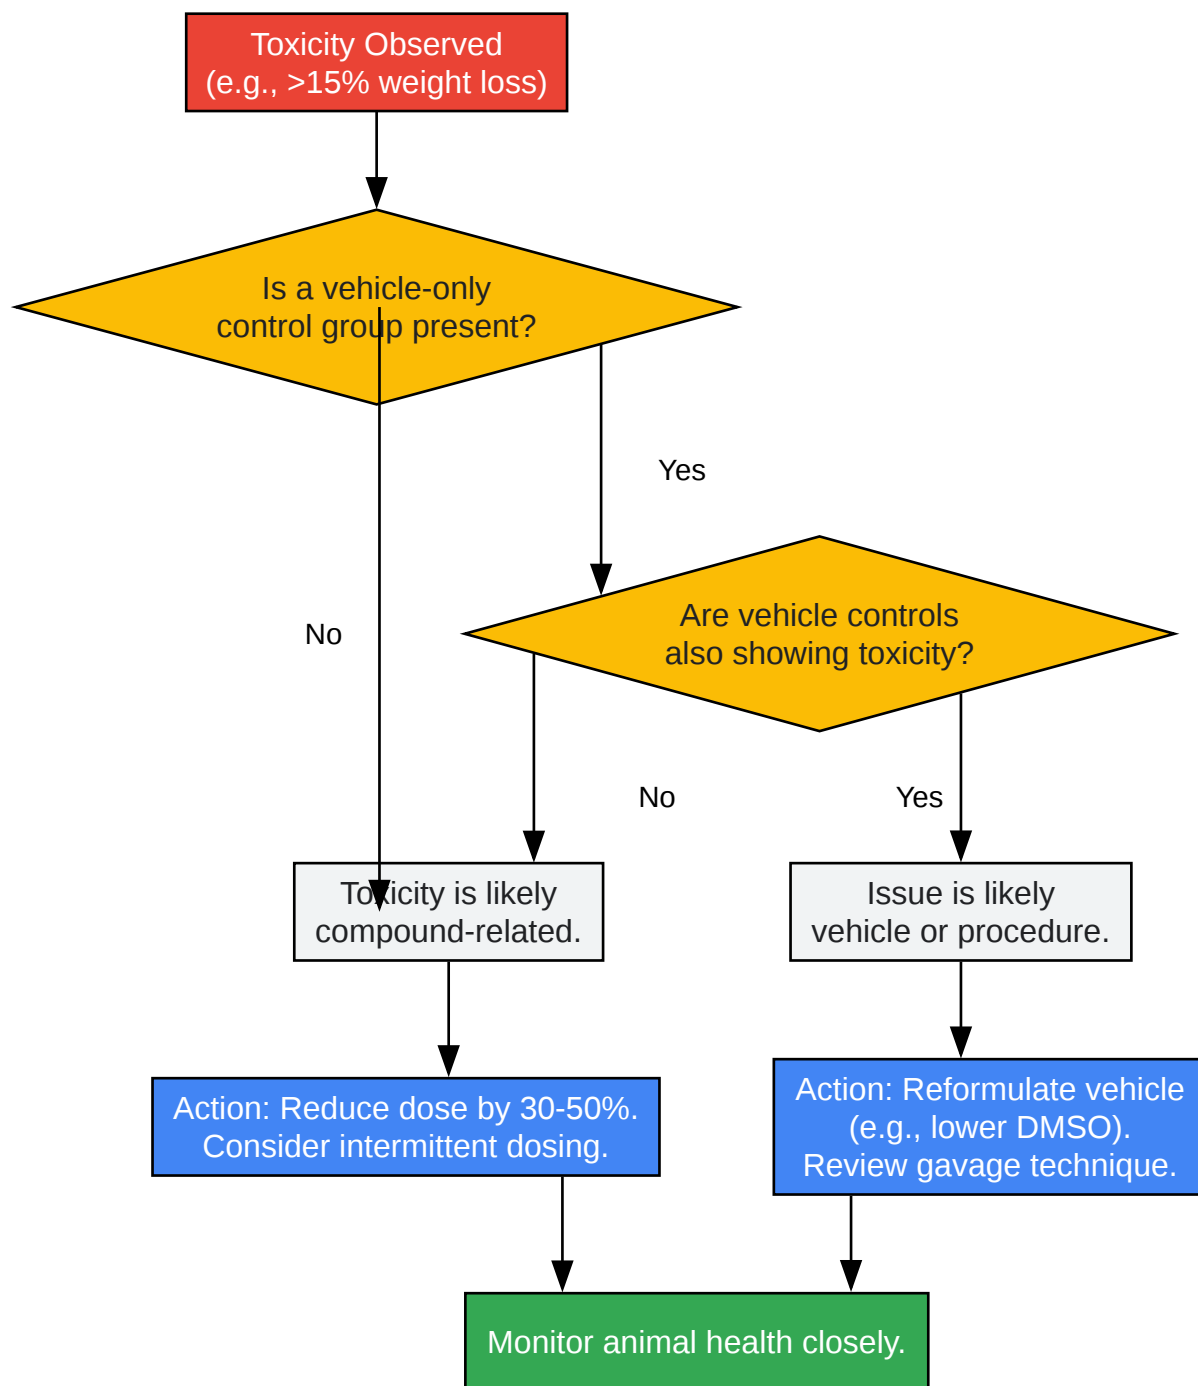 Toxicity Observed
(e.g., >15% weight loss)
Is a vehicle-only
control group present?
Yes
Are vehicle controls
also showing toxicity?
No
No
Yes
Toxicity is likely
compound-related.
Issue is likely
vehicle or procedure.
Action: Reduce dose by 30-50%.
Consider intermittent dosing.
Action: Reformulate vehicle
(e.g., lower DMSO).
Review gavage technique.
Monitor animal health closely.